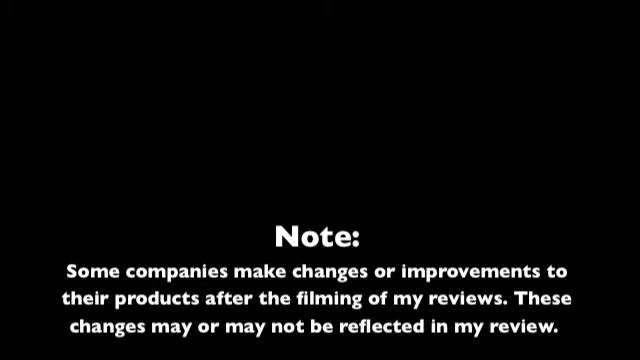 Note:
Some companies make changes or improvements to
their products after the filming of my reviews. These
changes may or may not be reflected in my review.